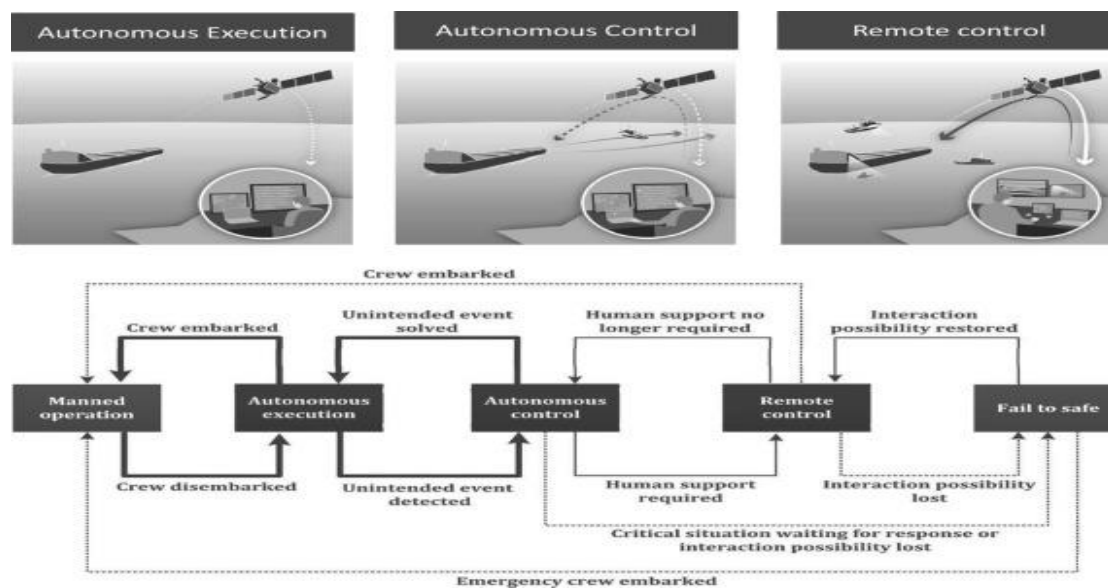 Autonomous Execution
Autonomous Control
Remote control
Crew embarked
Crew embarked
Unintended event
solved
Human support no
longer required
Interaction
possibility restored
Manned
operation
Autonomous
execution
Autonomous
control
Remote
control
Fail to safe
Crew disembarked
Unintended event
detected
Human support
required
Interaction possibility
lost
Critical situation waiting for response or
interaction possibility lost
Emergency crew embarked